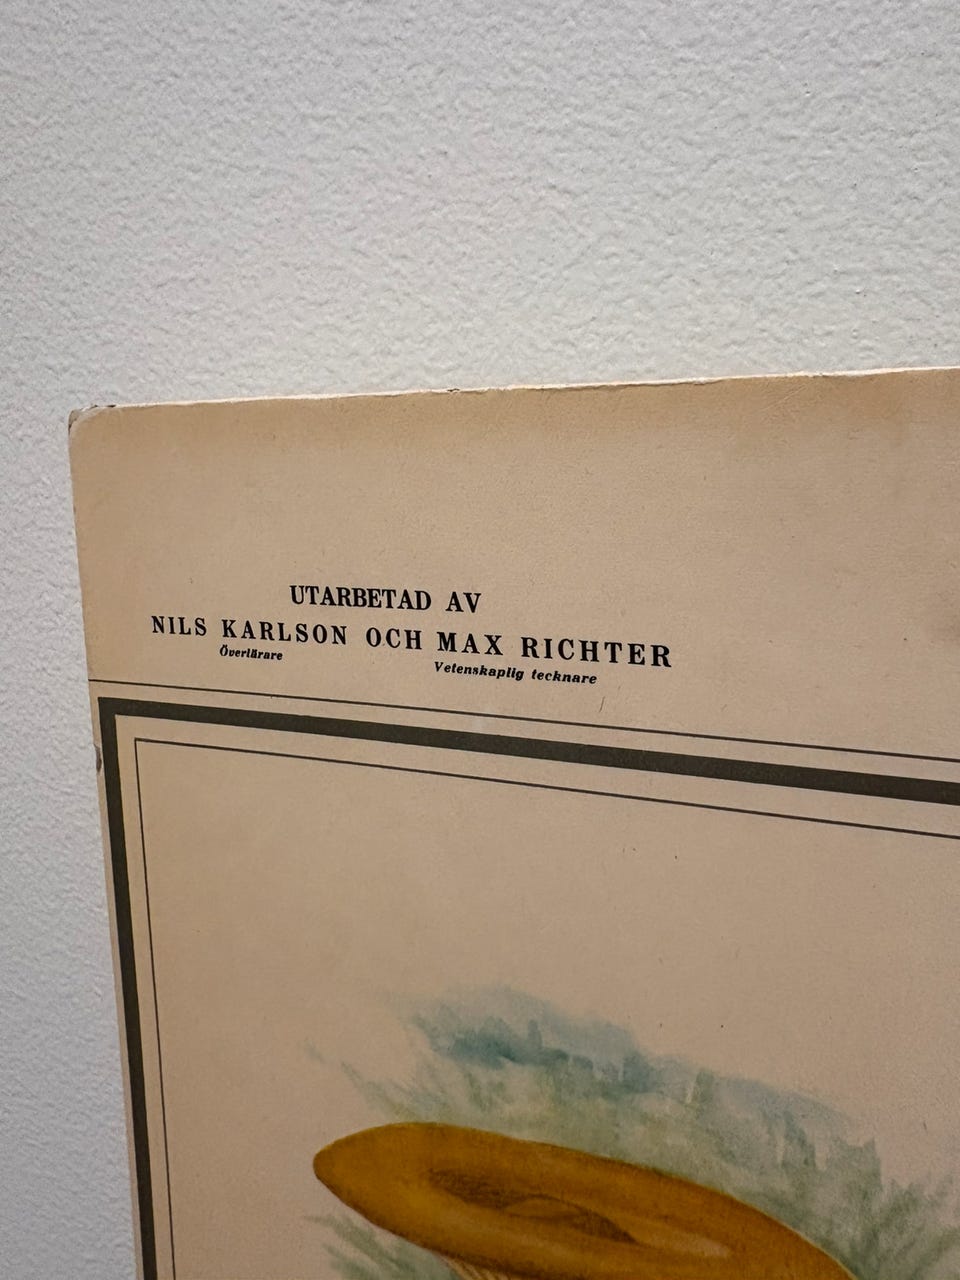 UTARBETAD AV
NILS KARLSON OCH MAX RICHTER
Överlärare
Vetenskaplig tecknare